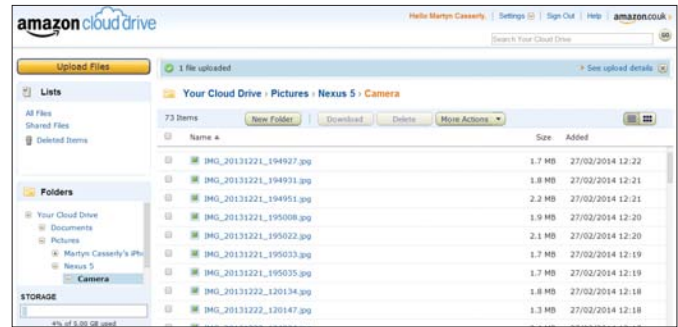 amazon cloud drive
Hello Martyn Casserly. | Settings | Sign Out | Help | amazon.co.uk
Search Your Cloud Drive GO
Upload Files
1 file uploaded
See upload details
Lists
Your Cloud Drive › Pictures › Nexus 5 › Camera
All Files
Shared Files
Deleted Items
73 Items New Folder Download Delete More Actions
Name Size Added
IMG_20131221_194927.jpg 1.7 MB 27/02/2014 12:22
IMG_20131221_194931.jpg 1.8 MB 27/02/2014 12:21
IMG_20131221_194951.jpg 2.2 MB 27/02/2014 12:21
IMG_20131221_195008.jpg 1.9 MB 27/02/2014 12:20
IMG_20131221_195022.jpg 2.1 MB 27/02/2014 12:20
IMG_20131221_195033.jpg 1.7 MB 27/02/2014 12:19
IMG_20131221_195035.jpg 1.7 MB 27/02/2014 12:19
IMG_20131222_120134.jpg 1.8 MB 27/02/2014 12:18
IMG_20131222_120147.jpg 1.3 MB 27/02/2014 12:18
Folders
Your Cloud Drive
Documents
Pictures
Martyn Casserly's iPh
Nexus 5
Camera
STORAGE
4% of 5.00 GB used